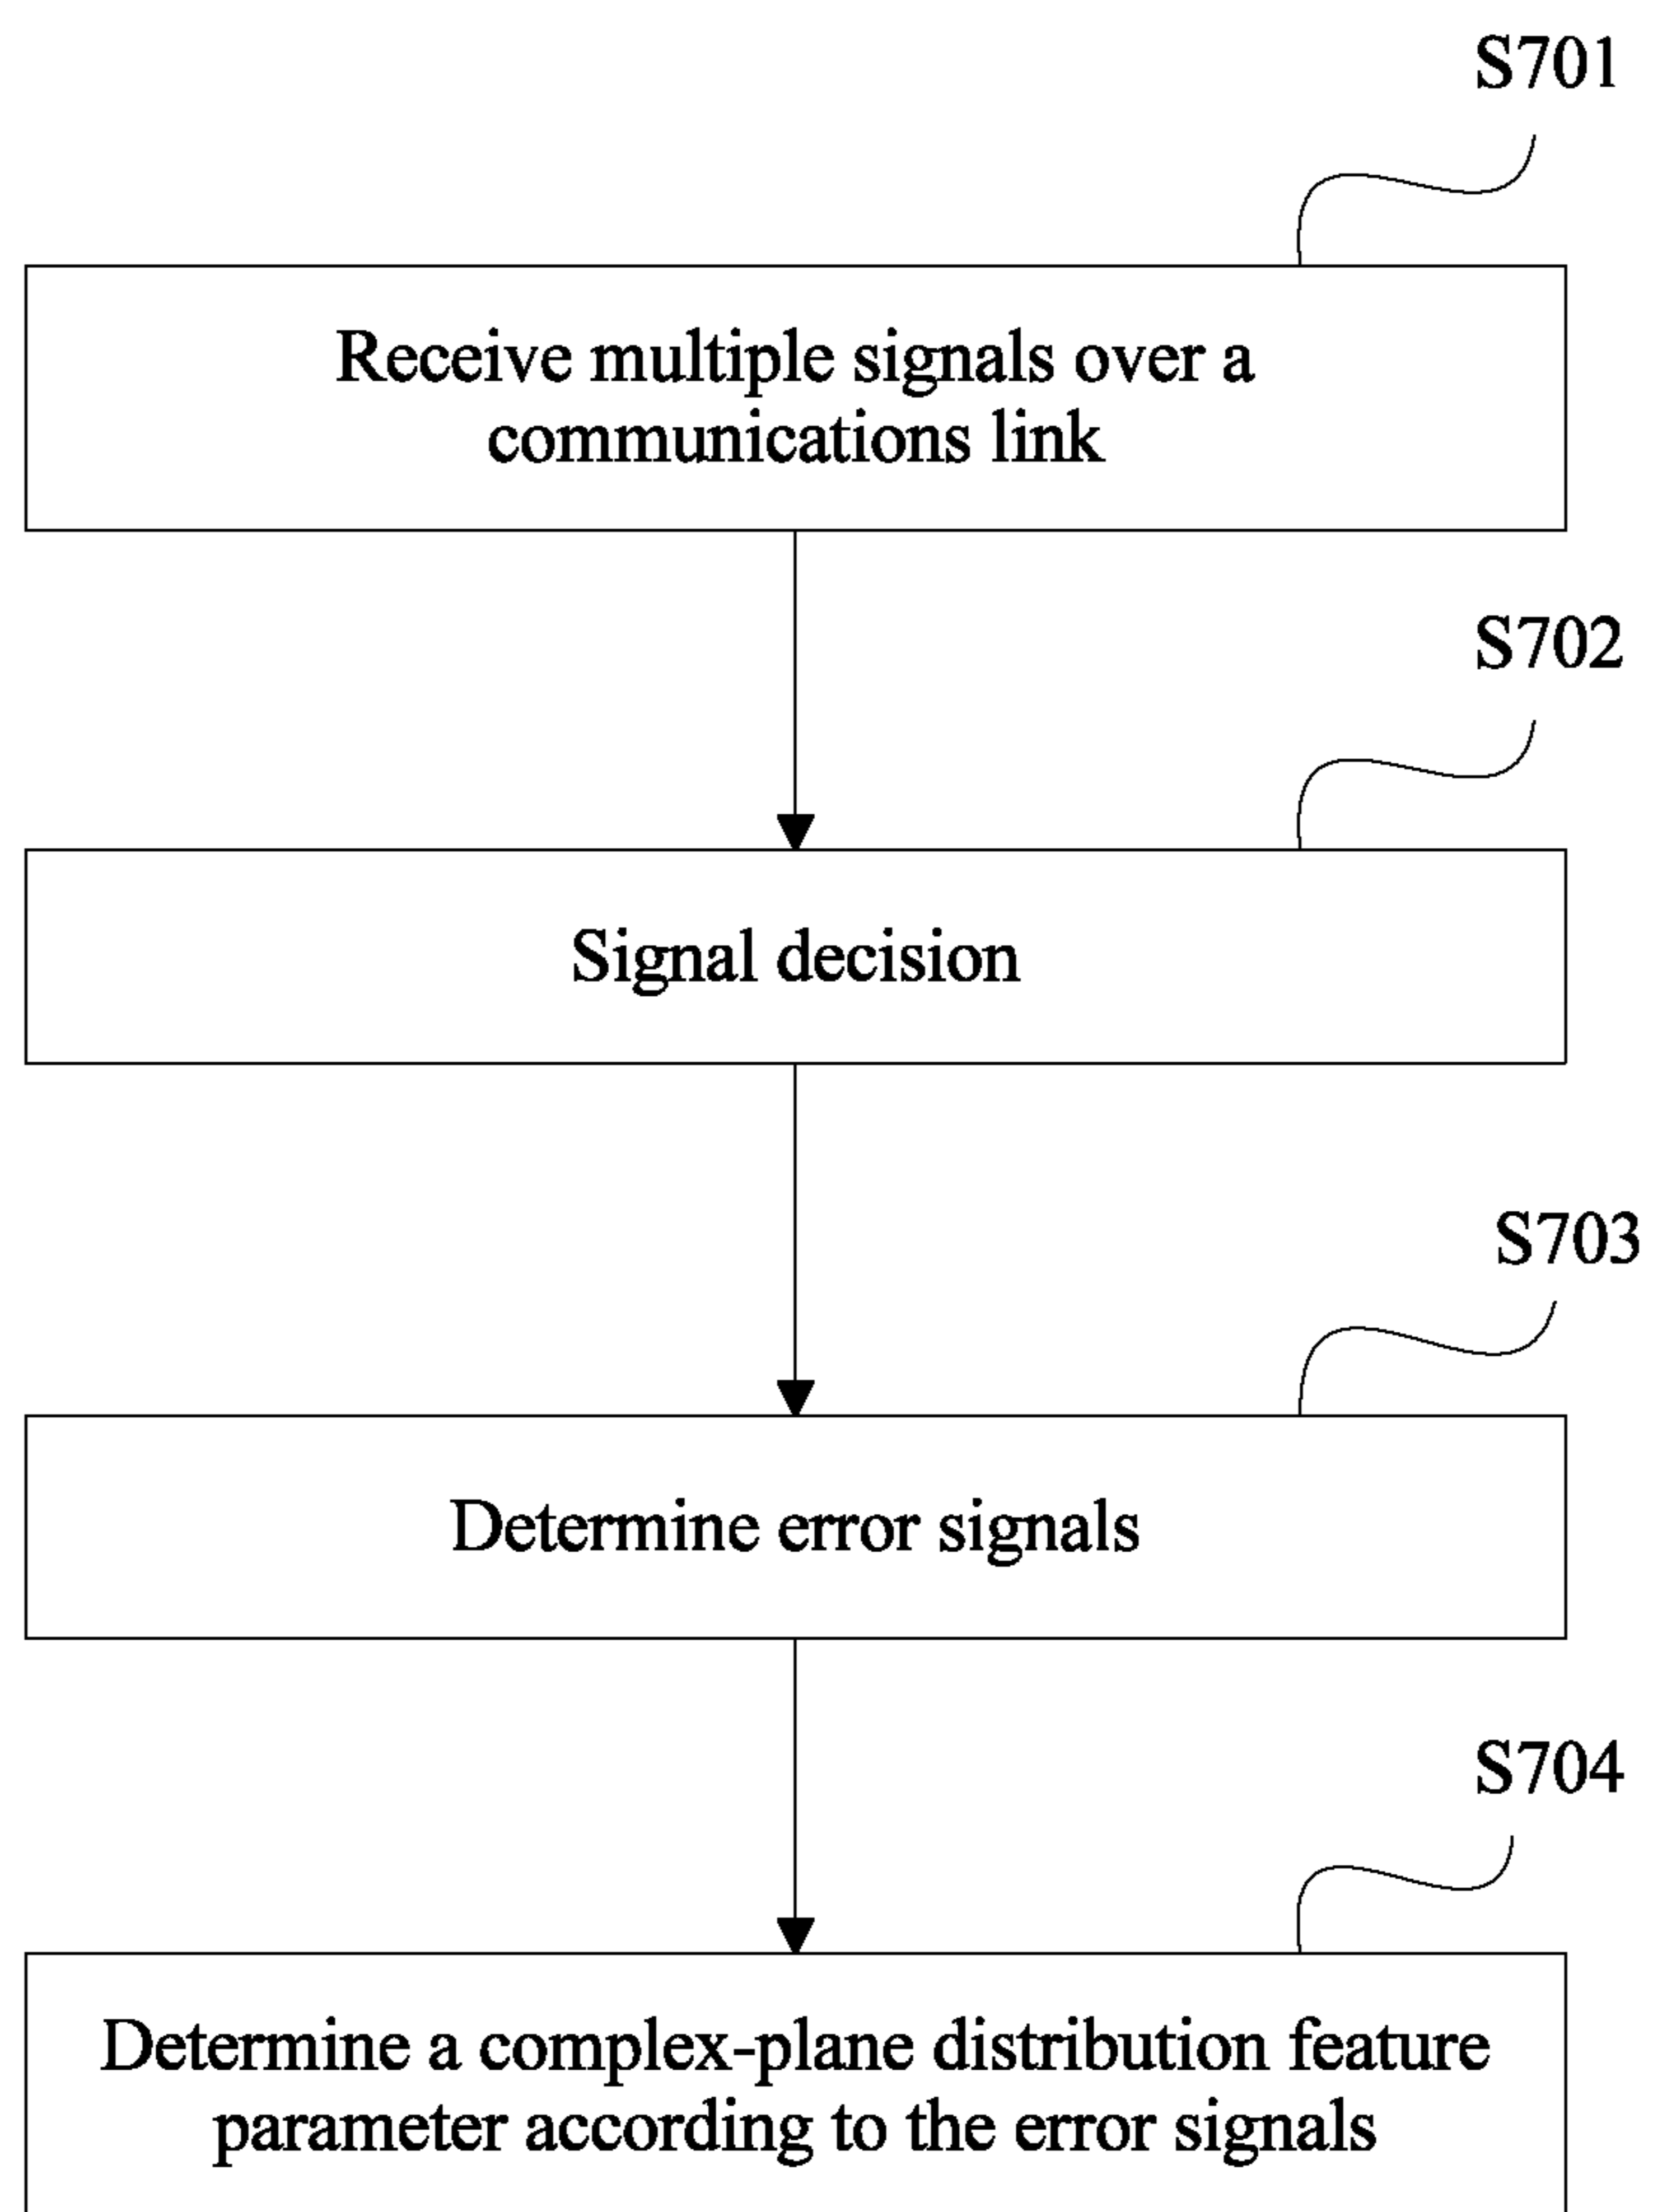 S701
Receive multiple signals over a
communications link
S702
Signal decision
S703
Determine error signals
S704
Determine a complex-plane distribution feature
parameter according to the error signals